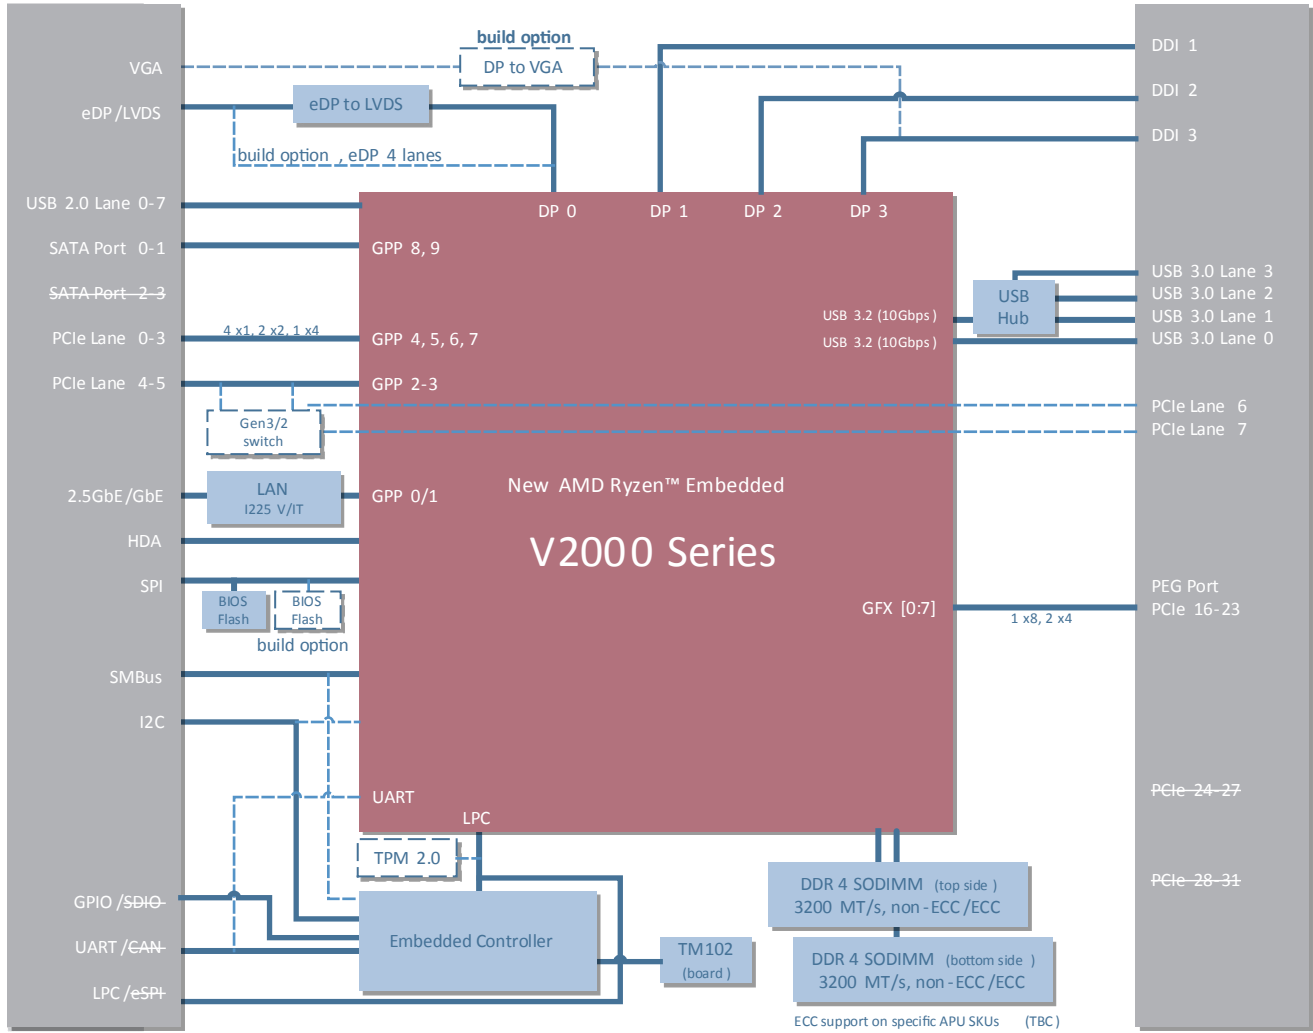 build option
VGA
DP to VGA
DDI 1
eDP/LVDS
eDP to LVDS
DDI 2
build option , eDP 4 lanes
DDI 3
USB 2.0 Lane 0-7
DP 0
DP 1
DP 2
DP 3
SATA Port 0-1
GPP 8, 9
SATA Port 2-3
USB 3.0 Lane 3
USB 3.0 Lane 2
USB 3.0 Lane 1
USB 3.0 Lane 0
USB
Hub
USB 3.2 (10Gbps )
USB 3.2 (10Gbps )
PCIe Lane 0-3
4 x1, 2 x2, 1 x4
GPP 4, 5, 6, 7
PCIe Lane 4-5
GPP 2-3
Gen3/2
switch
PCIe Lane 6
PCIe Lane 7
2.5GbE/GbE
LAN
I225 V/IT
GPP 0/1
New AMD Ryzen™ Embedded
V2000 Series
HDA
SPI
BIOS
Flash
BIOS
Flash
build option
GFX [0:7]
1 x8, 2 x4
PEG Port
PCIe 16-23
SMBus
I2C
UART
LPC
PCIe 24-27
TPM 2.0
PCIe 28-31
GPIO /SDIO
UART /CAN
LPC /eSPI
Embedded Controller
TM102
(board )
DDR 4 SODIMM (top side )
3200 MT/s, non-ECC/ECC
DDR 4 SODIMM (bottom side )
3200 MT/s, non-ECC/ECC
ECC support on specific APU SKUs (TBC )